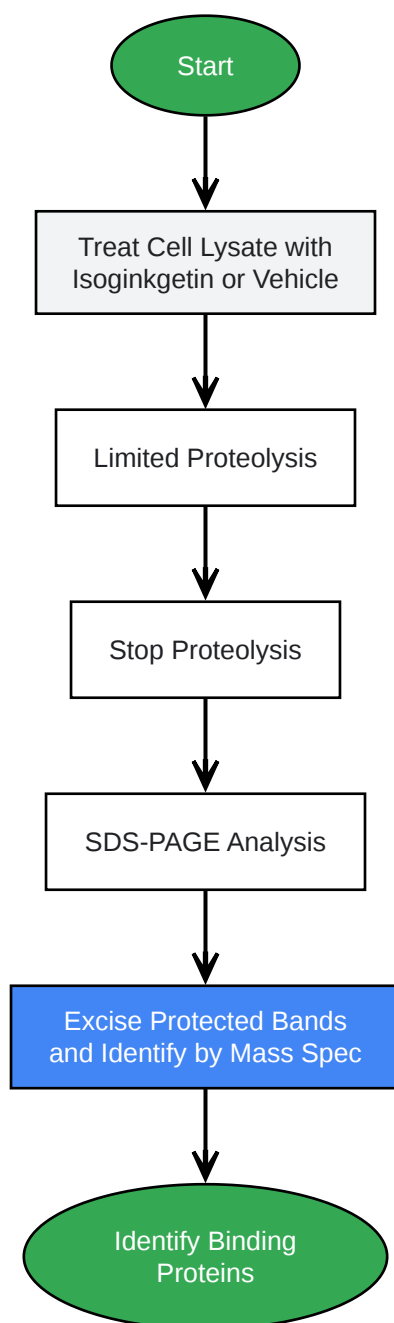 Start
Treat Cell Lysate with
Isoginkgetin or Vehicle
Limited Proteolysis
Stop Proteolysis
SDS-PAGE Analysis
Excise Protected Bands
and Identify by Mass Spec
Identify Binding
Proteins